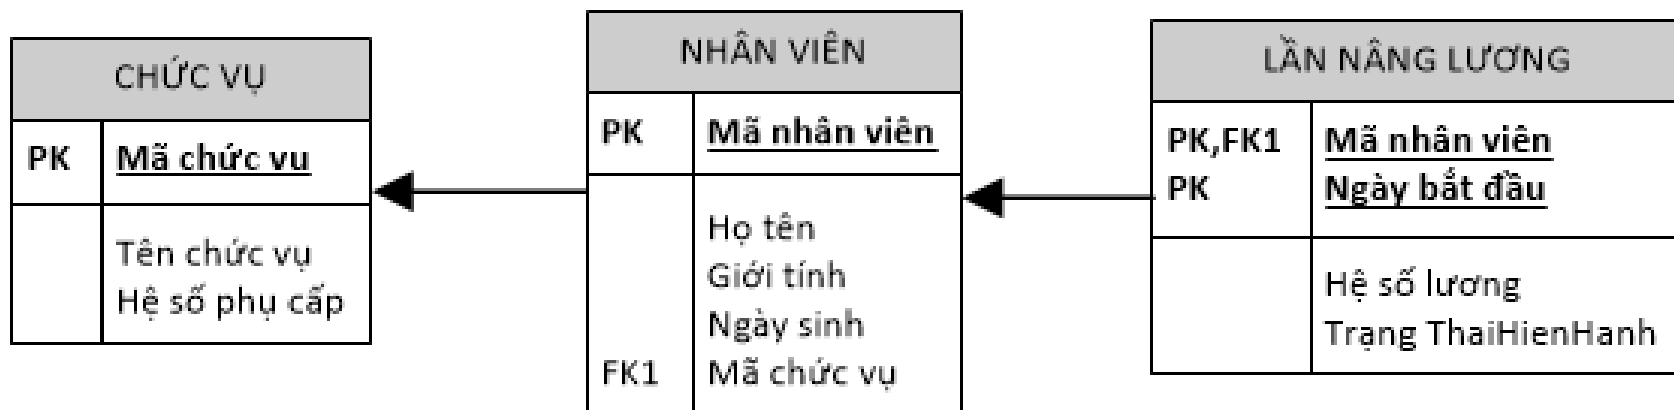 CHỨC VỤ
PK Mã chức vu
Tên chức vụ
Hệ số phụ cấp
NHÂN VIÊN
PK Mã nhân viên
Họ tên
Giới tính
Ngày sinh
FK1 Mã chức vụ
LẦN NÂNG LƯƠNG
PK,FK1 Mã nhân viên
PK Ngày bắt đầu
Hệ số lương
Trạng ThaiHienHanh